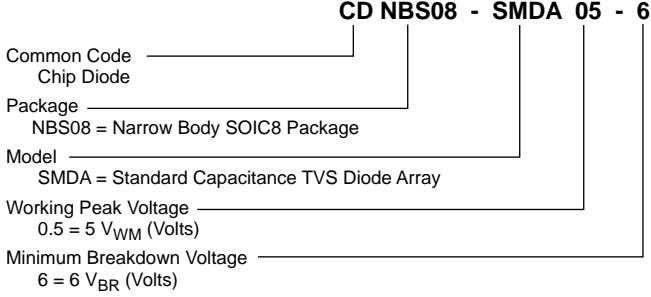 CD NBS08 - SMDA 05 - 6
Common Code
Chip Diode
Package
NBS08 = Narrow Body SOIC8 Package
Model
SMDA = Standard Capacitance TVS Diode Array
Working Peak Voltage
0.5 = 5 VWM (Volts)
Minimum Breakdown Voltage
6 = 6 VBR (Volts)